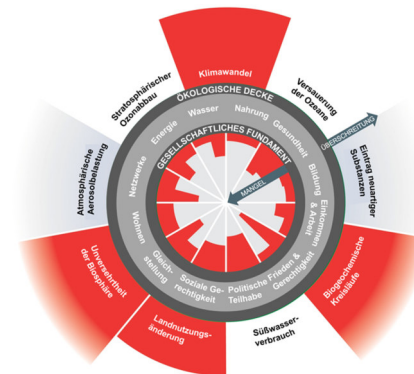 Klimawandel
ÖKOLOGISCHE DECKE
Stratosphärischer
Ozonabbau
Versauerung
der Ozeane
Wasser
Nahrung
Energie
Gesundheit
GESELLSCHAFTLICHES FUNDAMENT
ÜBERSCHREITUNG
Atmosphärische
Aerosolbelastung
Netzwerke
Bildung
Eintrag neuartiger
Substanzen
MANGEL
Wohnen
Einkommen
& Arbeit
Unversehrtheit
der Biosphäre
Gleich-
stellung
Soziale Ge-
rechtigkeit
Politische
Teilhabe
Frieden &
Gerechtigkeit
Biogeochemische
Kreisläufe
Landnutzungs-
änderung
Süßwasser-
verbrauch